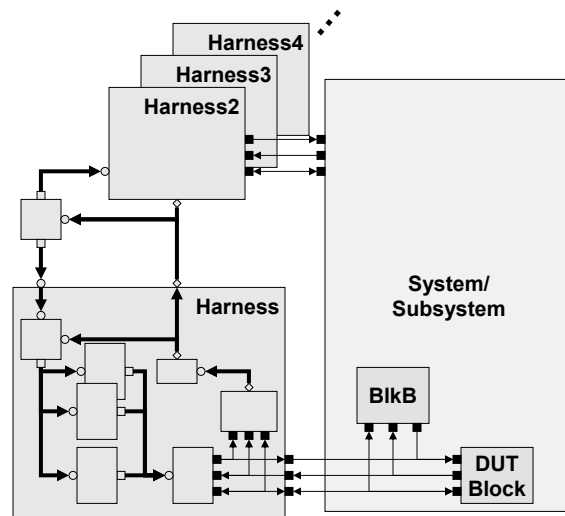 Harness4
Harness3
Harness2
System/
Subsystem
Harness
BlkB
DUT
Block